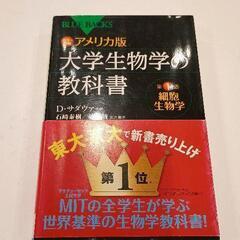 BLUE BACKS
アメリカ版
大学生物学の
教科書
D・サダヴァ
石崎泰樹
第1巻
細胞
生物学
東大 大で新書売り上げ
第1位
MITの全学生が学ぶ
世界基準の生物学教科書!